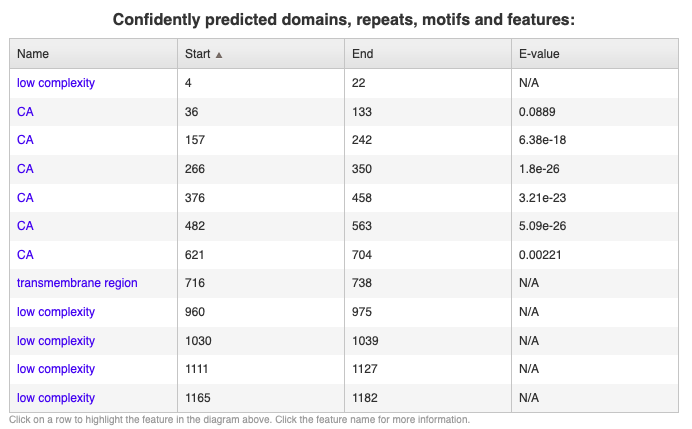 Confidently predicted domains, repeats, motifs and features:
Name Start ▲ End E-value
low complexity 4 22 N/A
CA 36 133 0.0889
CA 157 242 6.38e-18
CA 266 350 1.8e-26
CA 376 458 3.21e-23
CA 482 563 5.09e-26
CA 621 704 0.00221
transmembrane region 716 738 N/A
low complexity 960 975 N/A
low complexity 1030 1039 N/A
low complexity 1111 1127 N/A
low complexity 1165 1182 N/A
Click on a row to highlight the feature in the diagram above. Click the feature name for more information.